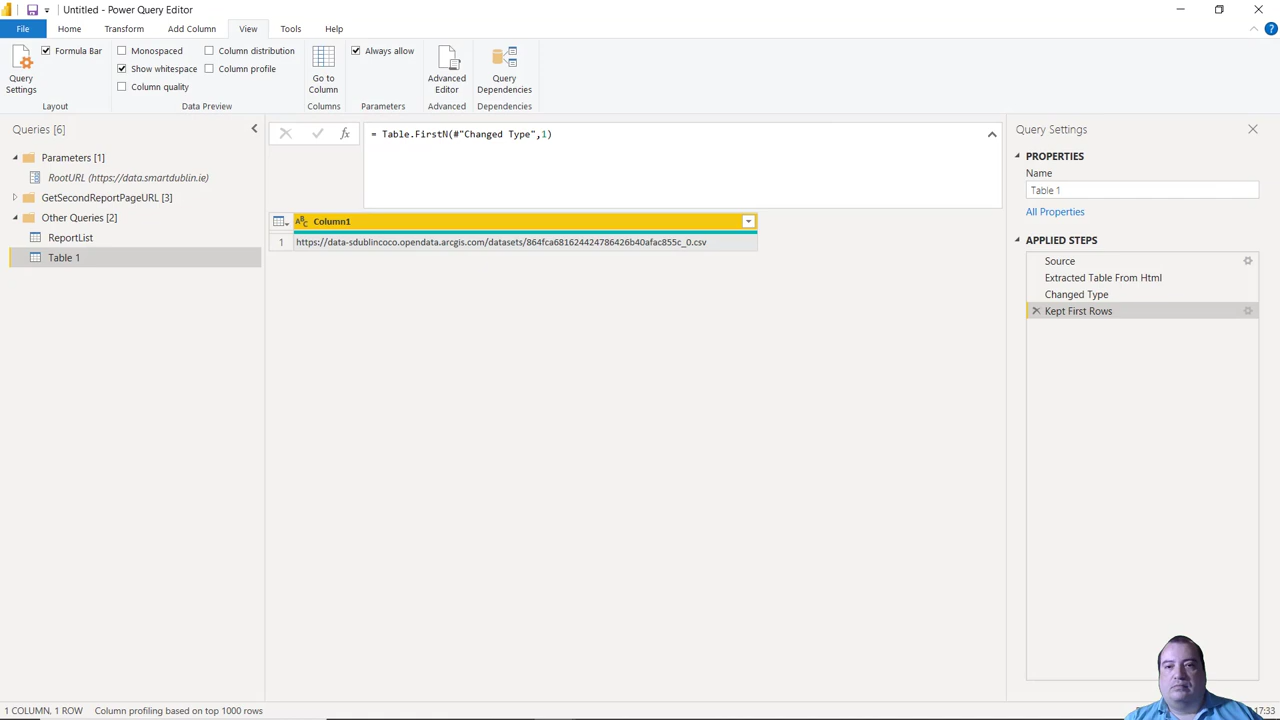 Untitled - Power Query Editor
File Home Transform Add Column View Tools Help
Query Settings
Formula Bar
Layout
Monospaced
Show whitespace
Column quality
Column distribution
Column profile
Data Preview
Go to Column
Columns
Always allow
Parameters
Advanced Editor
Advanced
Query Dependencies
Dependencies
Queries [6]
Parameters [1]
RootURL (https://data.smartdublin.ie)
GetSecondReportPageURL [3]
Other Queries [2]
ReportList
Table 1
fx
= Table.FirstN(#"Changed Type",1)
ABC Column1
1 https://data-sdublincoco.opendata.arcgis.com/datasets/864fca681624424786426b40afac855c_0.csv
Query Settings
PROPERTIES
Name
Table 1
All Properties
APPLIED STEPS
Source
Extracted Table From Html
Changed Type
Kept First Rows
1 COLUMN, 1 ROW Column profiling based on top 1000 rows
17:33